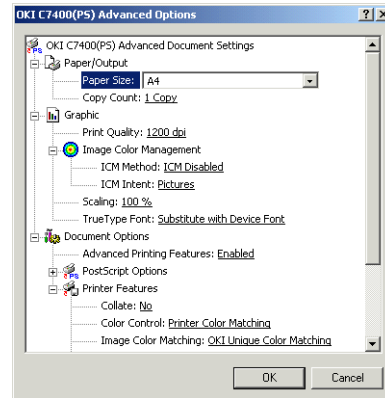 OKI C7400(PS) Advanced Options
OKI C7400(PS) Advanced Document Settings
Paper/Output
Paper Size: A4
Copy Count: 1 Copy
Graphic
Print Quality: 1200 dpi
Image Color Management
ICM Method: ICM Disabled
ICM Intent: Pictures
Scaling: 100 %
TrueType Font: Substitute with Device Font
Document Options
Advanced Printing Features: Enabled
PostScript Options
Printer Features
Collate: No
Color Control: Printer Color Matching
Image Color Matching: OKI Unique Color Matching
OK Cancel